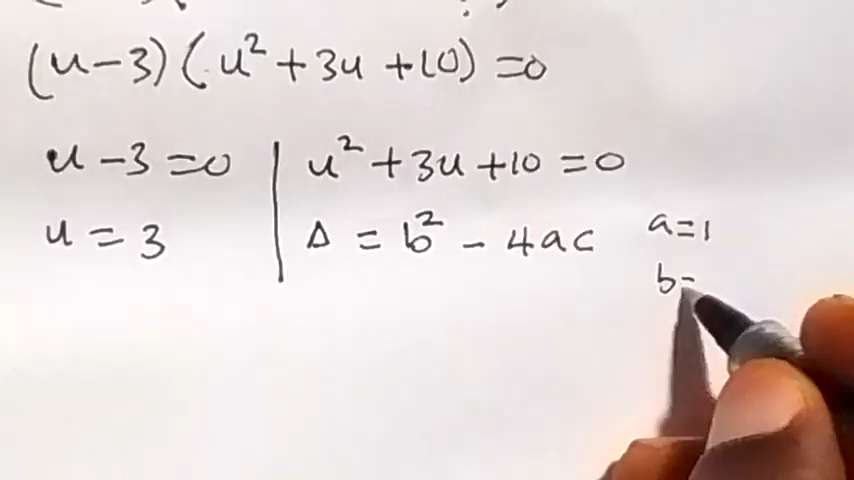 (u-3)(u²+3u+10)=0
u-3=0 | u²+3u+10=0
u=3 | Δ=b²-4ac a=1
b=